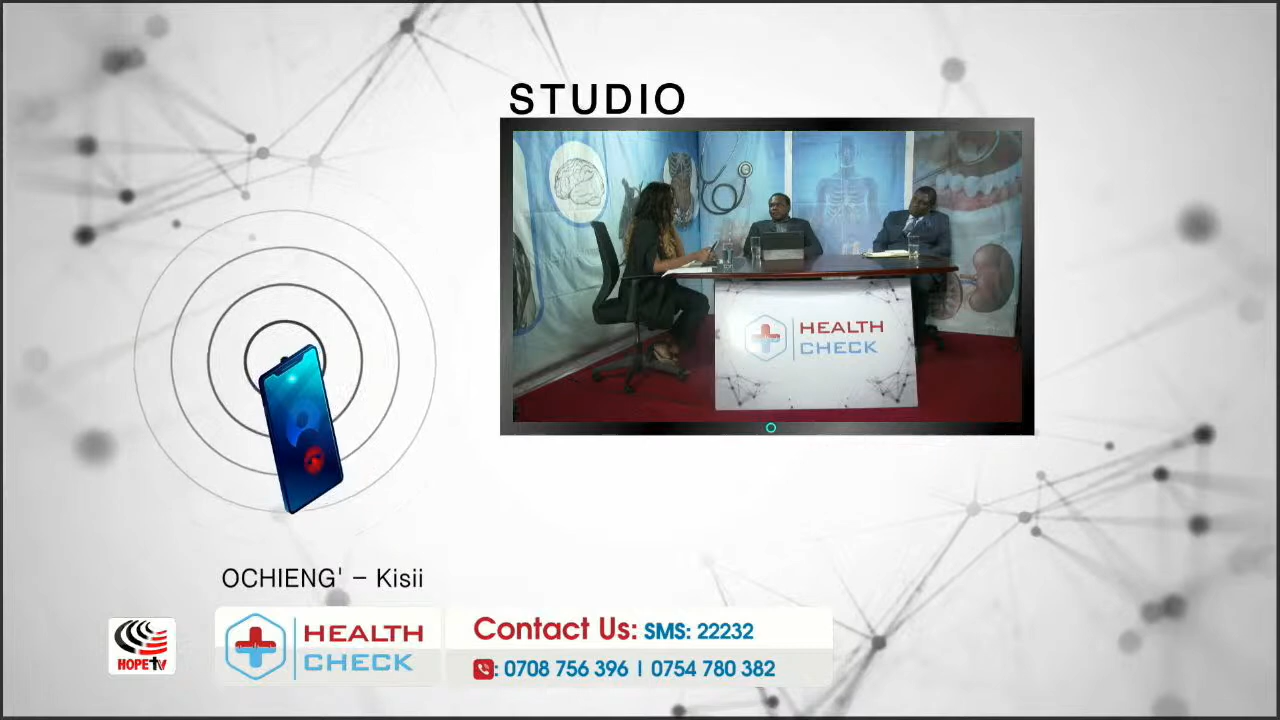 STUDIO
HEALTH
CHECK
OCHIENG' – Kisii
HOPE TV
HEALTH
CHECK
Contact Us: SMS: 22232
: 0708 756 396 | 0754 780 382